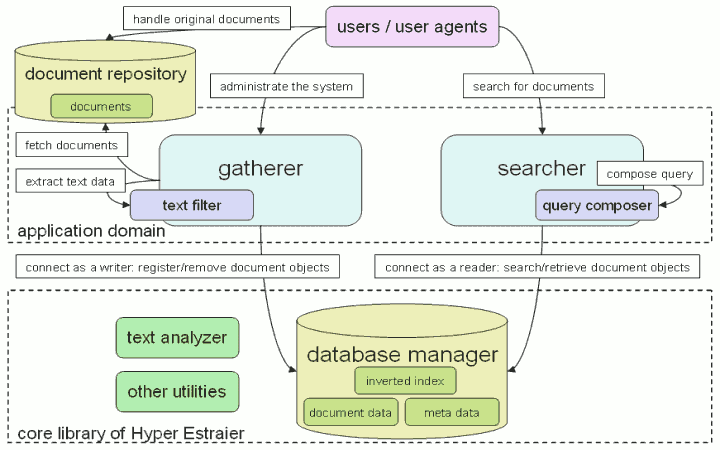 handle original documents
users / user agents
document repository
documents
administrate the system
search for documents
fetch documents
gatherer
searcher
extract text data
compose query
text filter
query composer
application domain
connect as a writer: register/remove document objects
connect as a reader: search/retrieve document objects
text analyzer
database manager
inverted index
other utilities
document data
meta data
core library of Hyper Estraier